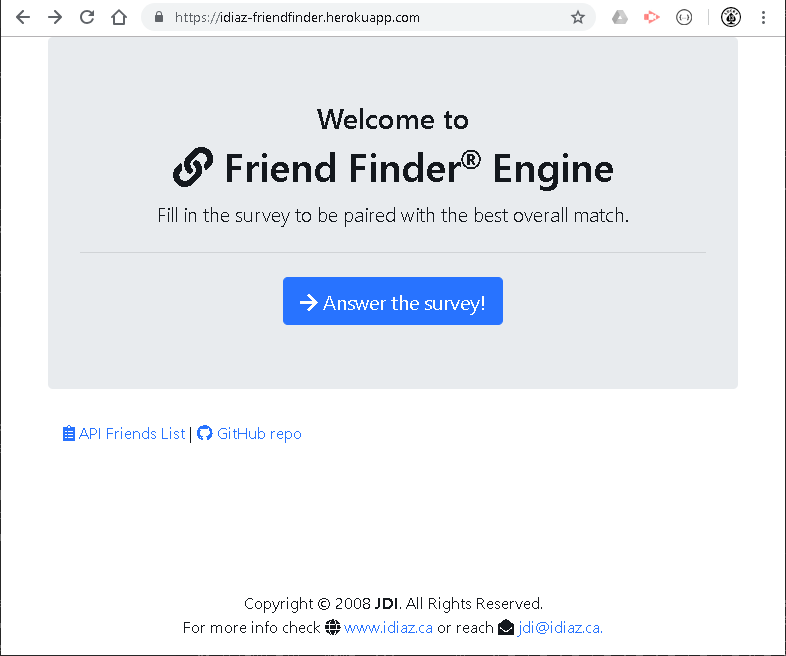 https://idiaz-friendfinder.herokuapp.com
Welcome to
Friend Finder® Engine
Fill in the survey to be paired with the best overall match.
Answer the survey!
API Friends List | GitHub repo
Copyright © 2008 JDI. All Rights Reserved.
For more info check www.idiaz.ca or reach jdi@idiaz.ca.